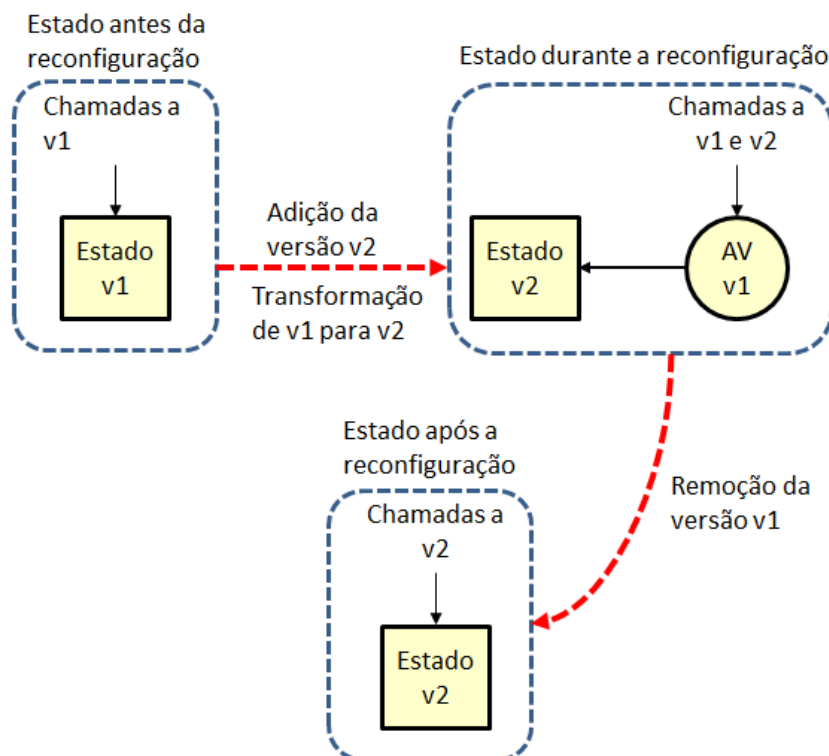 Estado antes da
reconfiguração
Chamadas a
v1
Estado
v1
Adição da
versão v2
Transformação
de v1 para v2
Estado durante a reconfiguração
Chamadas a
v1 e v2
Estado
v2
AV
v1
Remoção da
versão v1
Estado após a
reconfiguração
Chamadas a
v2
Estado
v2